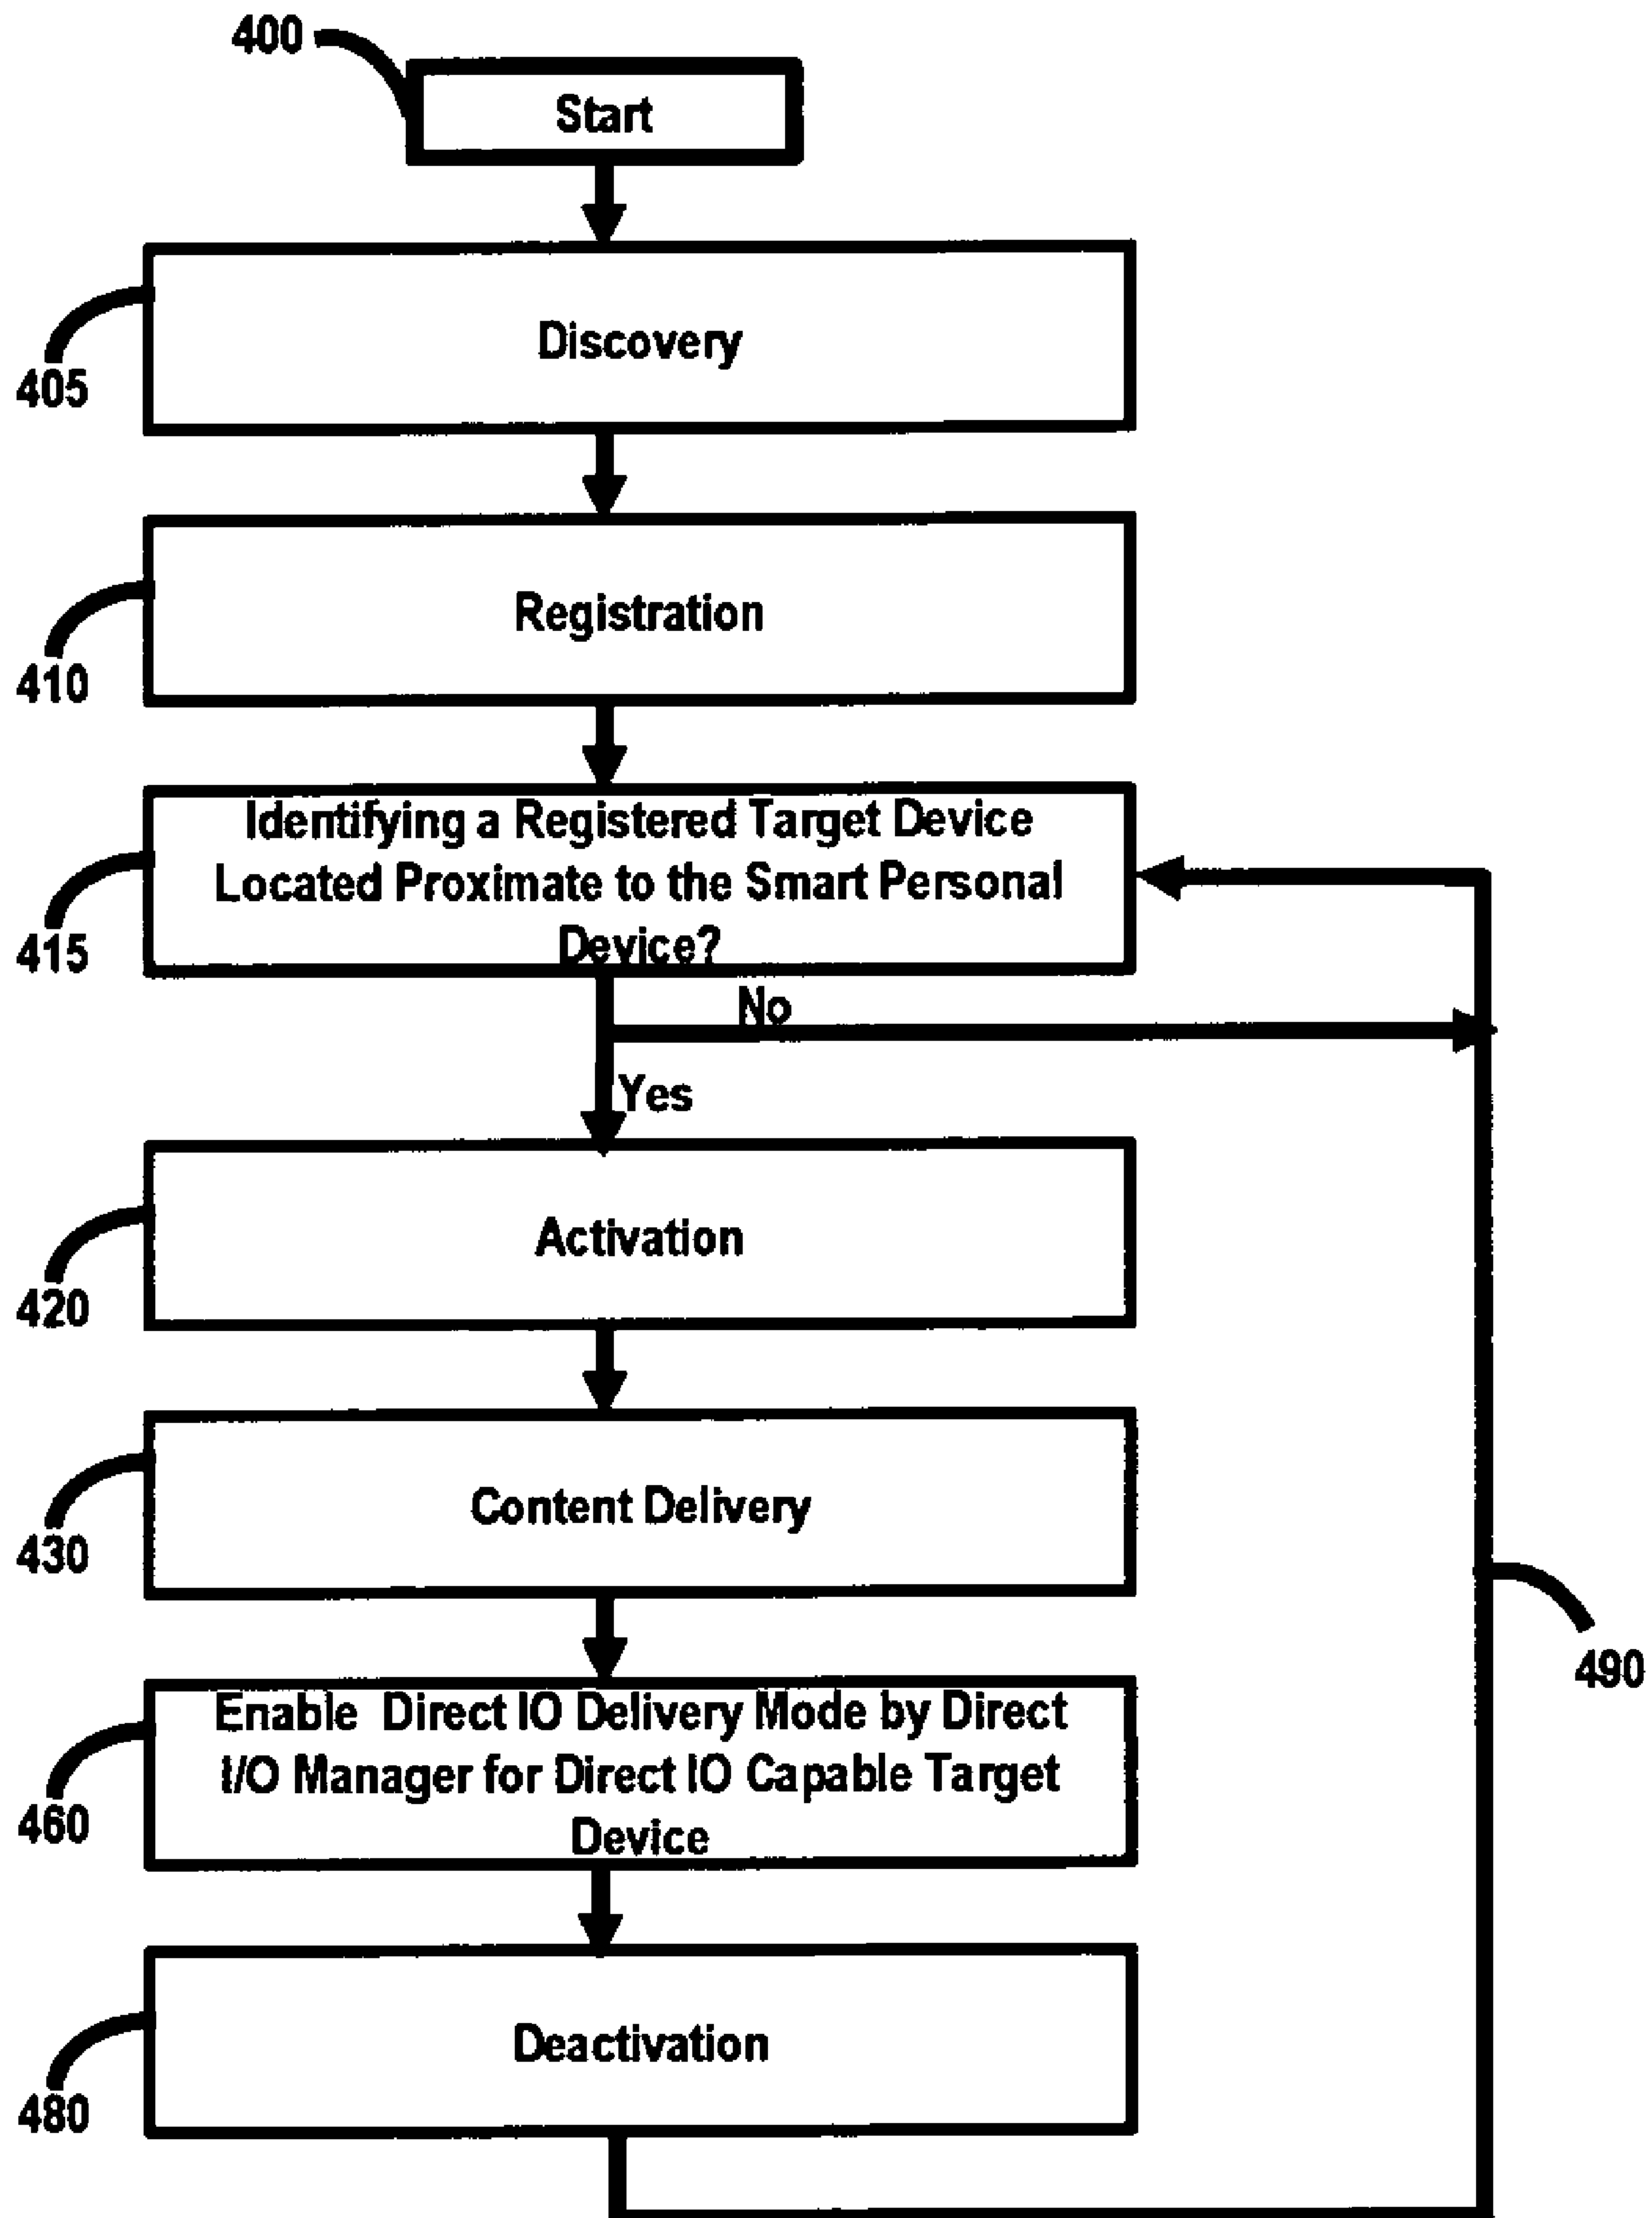 400
Start
Discovery
405
Registration
410
Identifying a Registered Target Device
Located Proximate to the Smart Personal
Device?
415
No
Yes
Activation
420
Content Delivery
430
490
Enable Direct IO Delivery Mode by Direct
I/O Manager for Direct IO Capable Target
Device
460
Deactivation
480